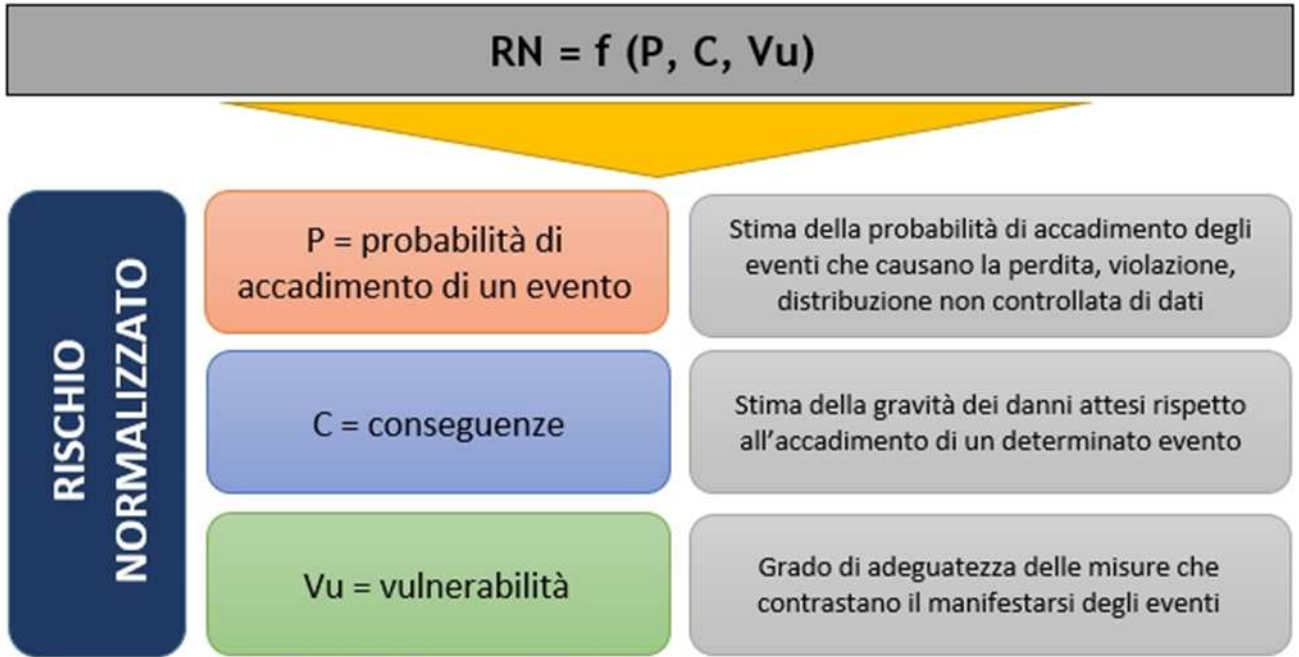 RN = f (P, C, Vu)
RISCHIO
NORMALIZZATO
P = probabilità di
accadimento di un evento
Stima della probabilità di accadimento degli
eventi che causano la perdita, violazione,
distribuzione non controllata di dati
C = conseguenze
Stima della gravità dei danni attesi rispetto
all’accadimento di un determinato evento
Vu = vulnerabilità
Grado di adeguatezza delle misure che
contrastano il manifestarsi degli eventi